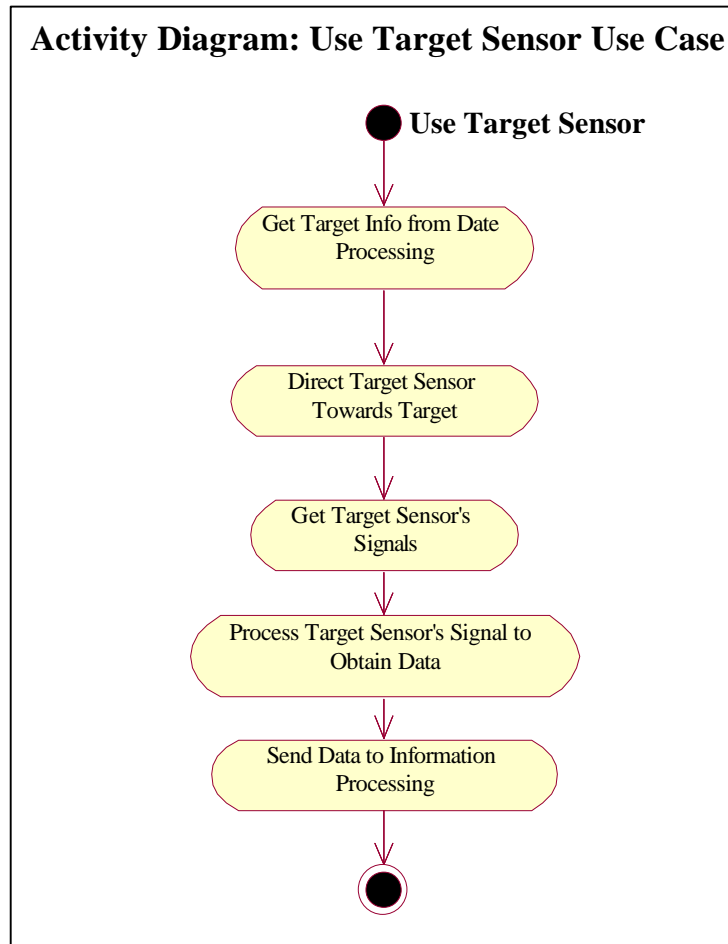 Activity Diagram: Use Target Sensor Use Case
Use Target Sensor
Get Target Info from Date
Processing
Direct Target Sensor
Towards Target
Get Target Sensor's
Signals
Process Target Sensor's Signal to
Obtain Data
Send Data to Information
Processing